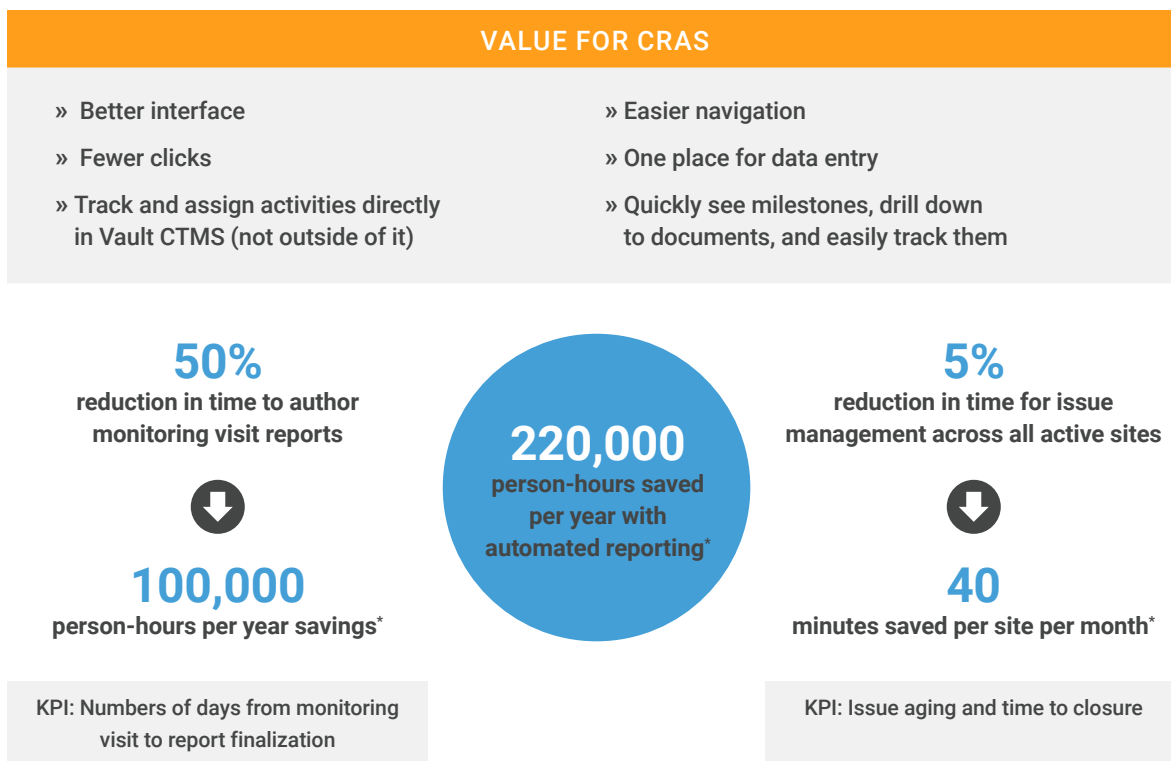 VALUE FOR CRAS
» Better interface
» Fewer clicks
» Track and assign activities directly
in Vault CTMS (not outside of it)
» Easier navigation
» One place for data entry
» Quickly see milestones, drill down
to documents, and easily track them
50%
reduction in time to author
monitoring visit reports
100,000
person-hours per year savings*
KPI: Numbers of days from monitoring
visit to report finalization
220,000
person-hours saved
per year with
automated reporting*
5%
reduction in time for issue
management across all active sites
40
minutes saved per site per month*
KPI: Issue aging and time to closure